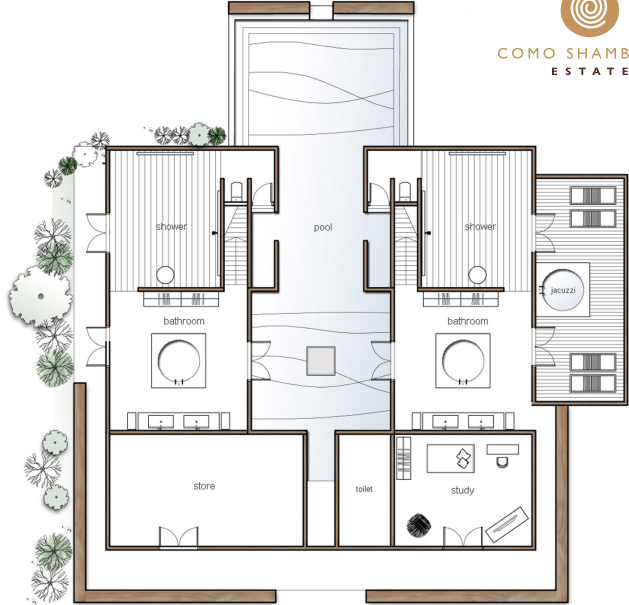 COMO SHAMB
ESTATE
shower
pool
shower
jacuzzi
bathroom
bathroom
store
toilet
study